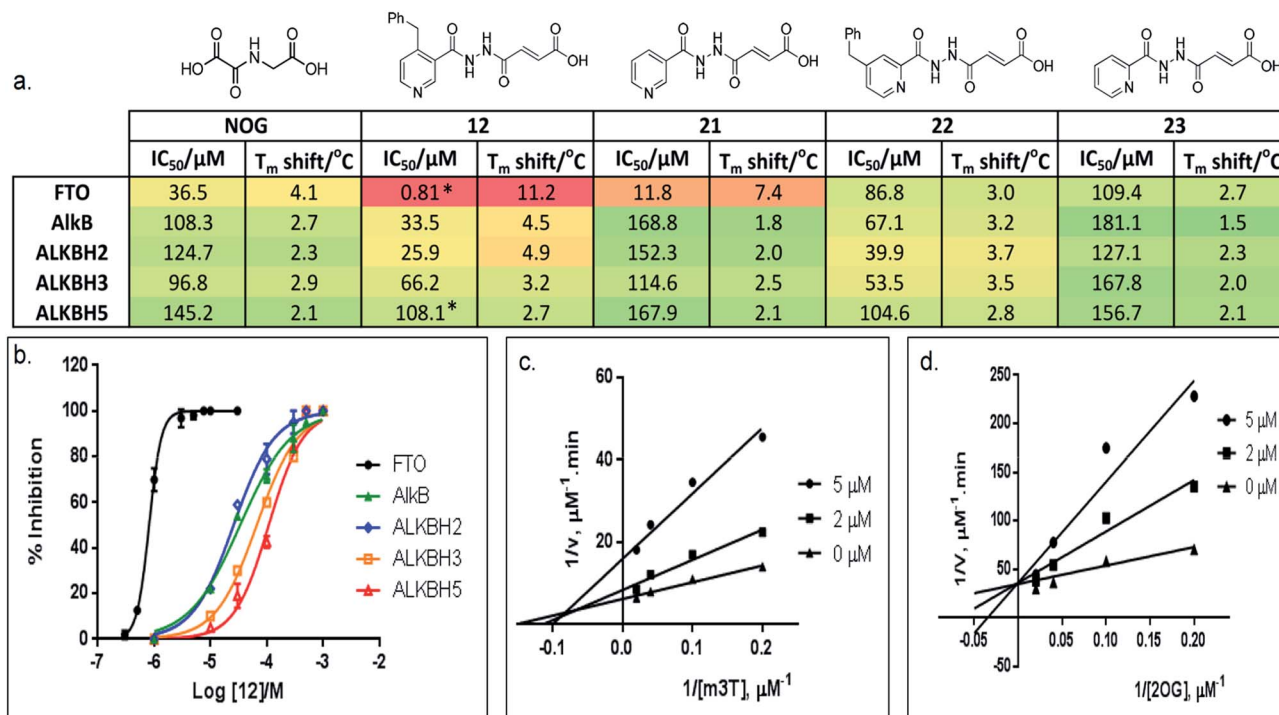 a.
Ph
O
H
N
N
H
O
O
OH
N
O
H
N
N
H
O
O
OH
N
Ph
O
H
N
N
H
O
O
OH
N
O
H
N
N
H
O
O
OH
N
O
HO
O
H
N
O
OH
NOG 12 21 22 23
IC50/µM Tm shift/°C IC50/µM Tm shift/°C IC50/µM Tm shift/°C IC50/µM Tm shift/°C IC50/µM Tm shift/°C
FTO 36.5 4.1 0.81* 11.2 11.8 7.4 86.8 3.0 109.4 2.7
AlkB 108.3 2.7 33.5 4.5 168.8 1.8 67.1 3.2 181.1 1.5
ALKBH2 124.7 2.3 25.9 4.9 152.3 2.0 39.9 3.7 127.1 2.3
ALKBH3 96.8 2.9 66.2 3.2 114.6 2.5 53.5 3.5 167.8 2.0
ALKBH5 145.2 2.1 108.1* 2.7 167.9 2.1 104.6 2.8 156.7 2.1
b.
% Inhibition
120
100
80
60
40
20
0
-7 -6 -5 -4 -3 -2
Log [12]/M
FTO
AlkB
ALKBH2
ALKBH3
ALKBH5
c.
1/v, µM-1.min
60
40
20
-0.1 0.0 0.1 0.2
1/[m3T], µM-1
5 µM
2 µM
0 µM
d.
1/v, µM-1.min
250
200
150
100
50
-50
-0.05 0.05 0.10 0.15 0.20
1/[2OG], µM-1
5 µM
2 µM
0 µM